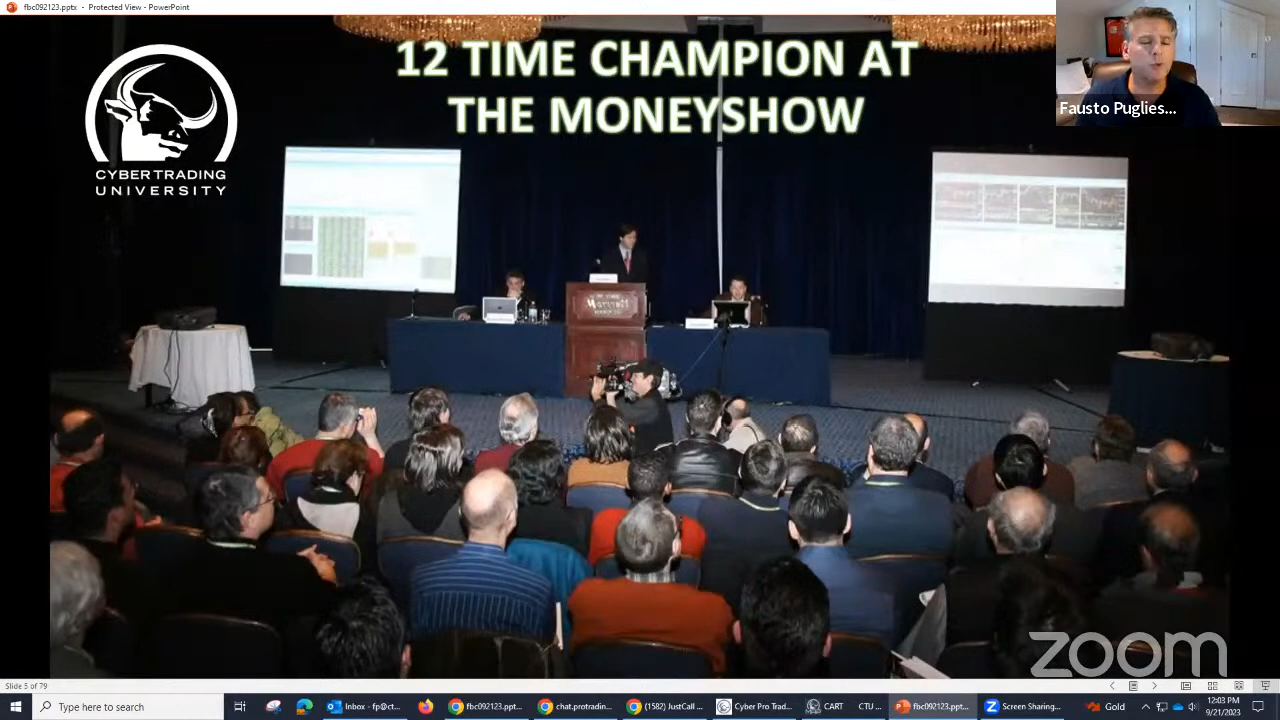 fbc092123.pptx - Protected View - PowerPoint
12 TIME CHAMPION AT
THE MONEYSHOW
CYBERTRADING
UNIVERSITY
Fausto Puglies...
zoom
Slide 5 of 79
Type here to search
Inbox - fp@ct...
fbc092123.ppt...
chat.protradin...
(1582) JustCall ...
Cyber Pro Trad...
CART
CTU ...
fbc092123.ppt...
Screen Sharing...
Gold
12:03 PM
9/21/2023